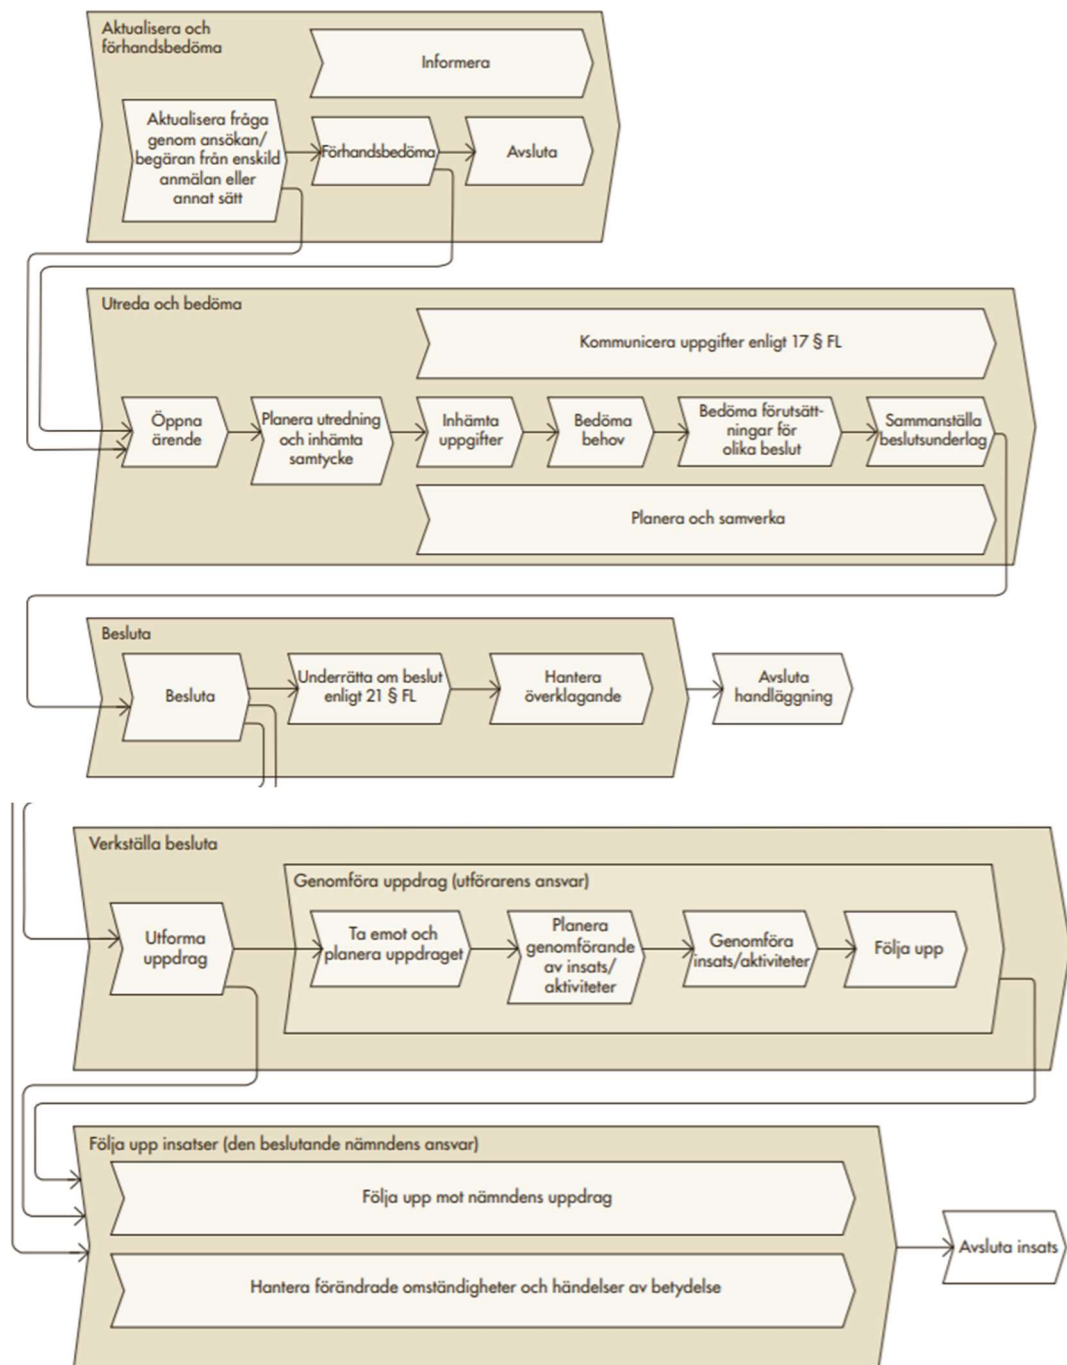 Aktualisera och
förhandsbedöma
Informera
Aktualisera fråga
genom ansökan/
begäran från enskild
anmälan eller
annat sätt
Förhandsbedöma
Avsluta
Utreda och bedöma
Kommunicera uppgifter enligt 17 § FL
Öppna
ärende
Planera utredning
och inhämta
samtycke
Inhämta
uppgifter
Bedöma
behov
Bedöma förutsätt-
ningar för
olika beslut
Sammanställa
beslutsunderlag
Planera och samverka
Besluta
Besluta
Underrätta om beslut
enligt 21 § FL
Hantera
överklagande
Avsluta
handläggning
Verkställa besluta
Genomföra uppdrag (utförarens ansvar)
Utforma
uppdrag
Ta emot och
planera uppdraget
Planera
genomförande
av insats/
aktiviteter
Genomföra
insats/aktiviteter
Följa upp
Följa upp insatser (den beslutande nämndens ansvar)
Följa upp mot nämndens uppdrag
Avsluta insats
Hantera förändrade omständigheter och händelser av betydelse